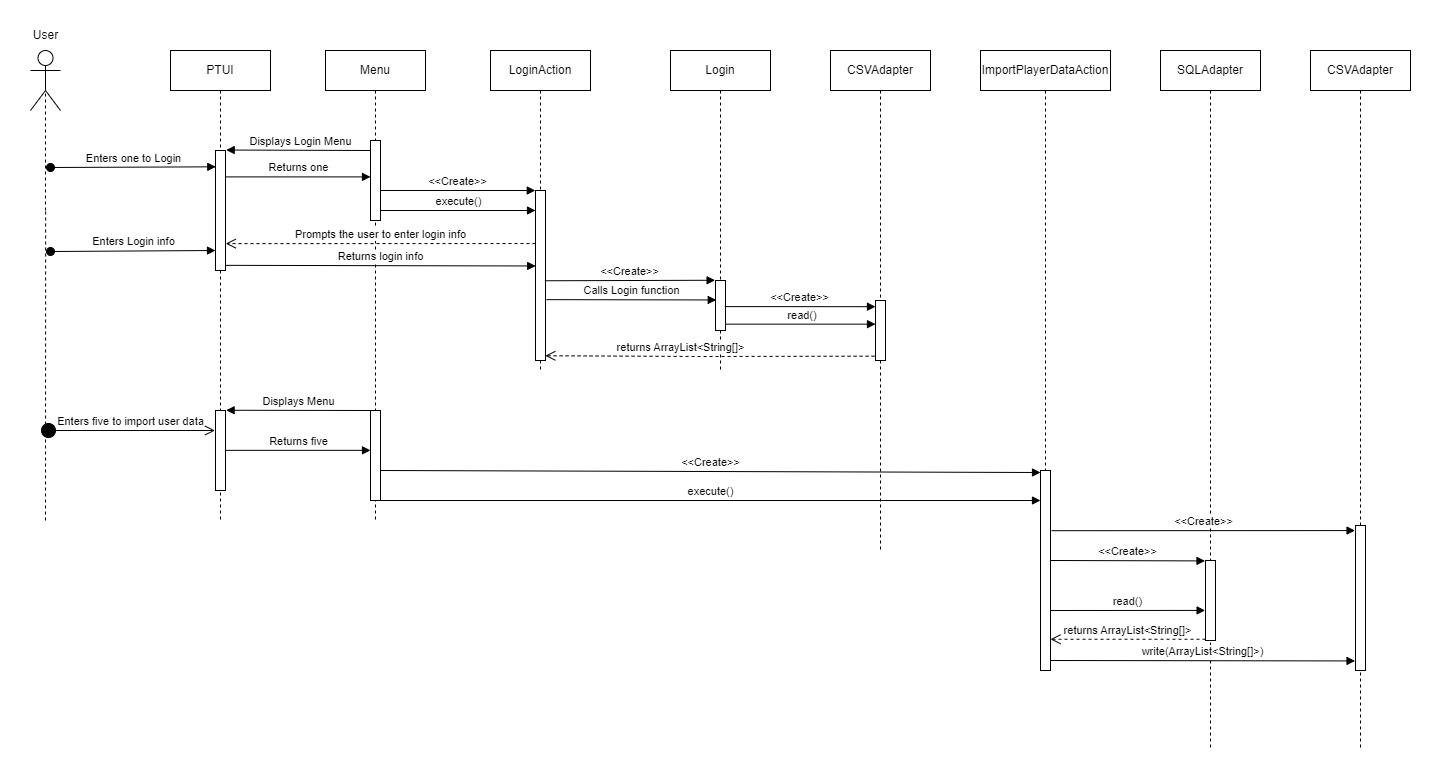 User
PTUI
Menu
LoginAction
Login
CSVAdapter
ImportPlayerDataAction
SQLAdapter
CSVAdapter
Displays Login Menu
Enters one to Login
Returns one
<<Create>>
execute()
Prompts the user to enter login info
Enters Login info
Returns login info
<<Create>>
Calls Login function
<<Create>>
read()
returns ArrayList<String[]>
Displays Menu
Enters five to import user data
Returns five
<<Create>>
execute()
<<Create>>
<<Create>>
read()
returns ArrayList<String[]>
write(ArrayList<String[]>)